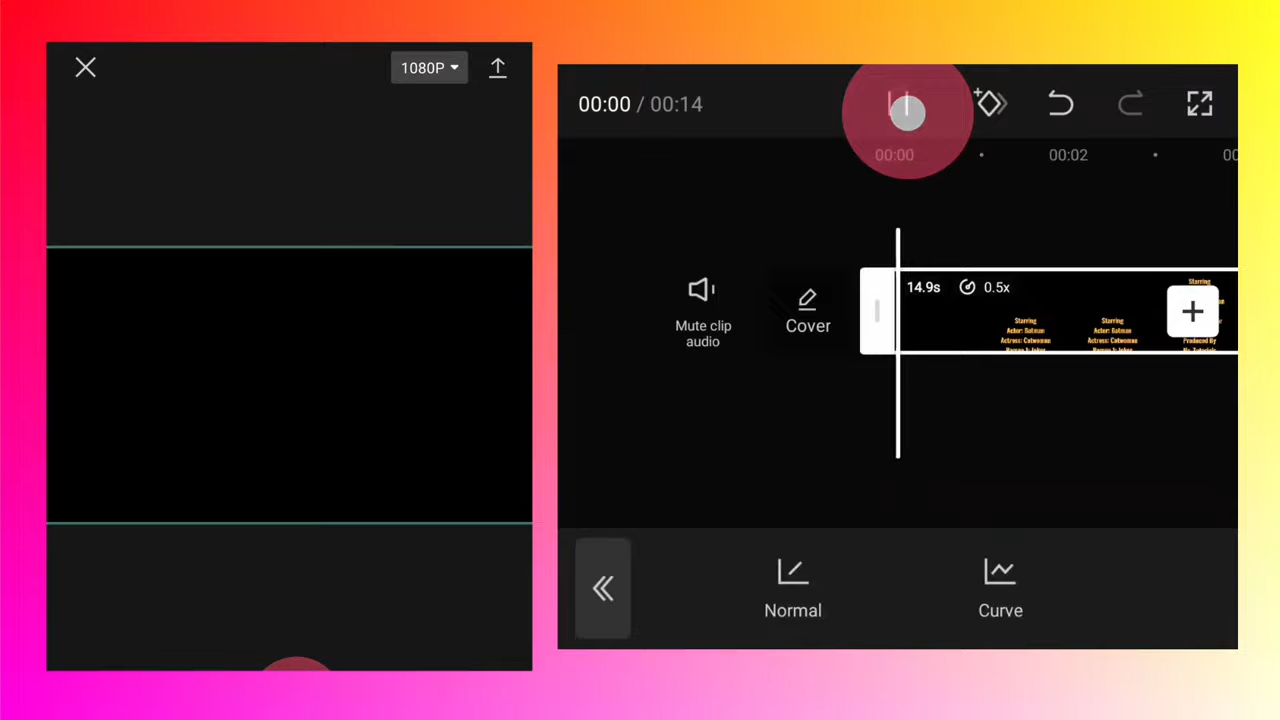 1080P
00:00 / 00:14
00:00
00:02
00
Mute clip
audio
Cover
14.9s
0.5x
Starring
Actor: Batman
Actress: Catwoman
Starring
Actor: Batman
Actress: Catwoman
Starring
Produced By
Normal
Curve